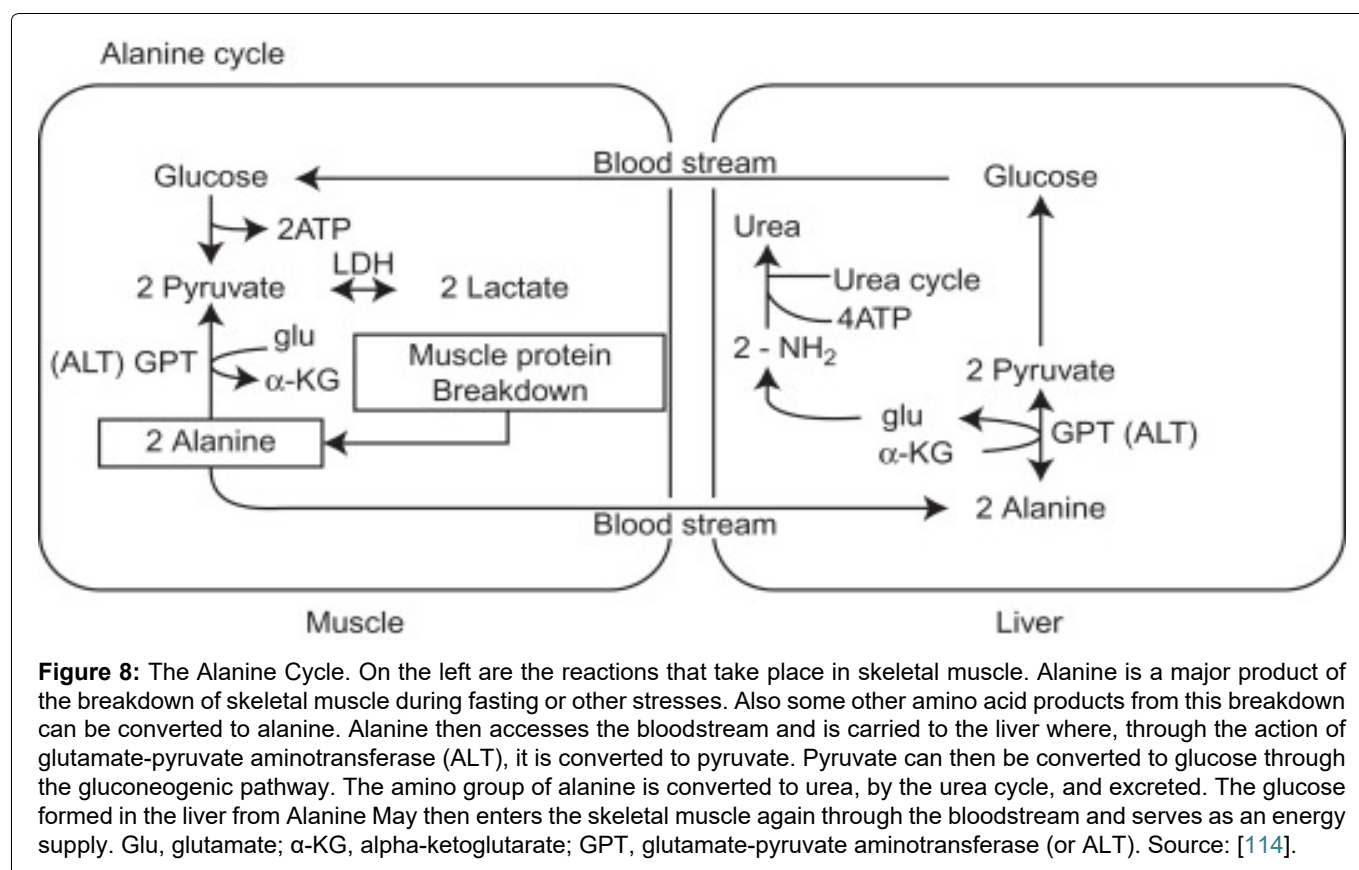 Alanine cycle
Blood stream
Glucose
Glucose
2ATP
Urea
LDH
2 Pyruvate
2 Lactate
Urea cycle
4ATP
glu
(ALT) GPT
α-KG
Muscle protein
Breakdown
2 - NH2
2 Pyruvate
2 Alanine
glu
GPT (ALT)
α-KG
2 Alanine
Blood stream
Muscle
Liver
Figure 8: The Alanine Cycle. On the left are the reactions that take place in skeletal muscle. Alanine is a major product of
the breakdown of skeletal muscle during fasting or other stresses. Also some other amino acid products from this breakdown
can be converted to alanine. Alanine then accesses the bloodstream and is carried to the liver where, through the action of
glutamate-pyruvate aminotransferase (ALT), it is converted to pyruvate. Pyruvate can then be converted to glucose through
the gluconeogenic pathway. The amino group of alanine is converted to urea, by the urea cycle, and excreted. The glucose
formed in the liver from Alanine May then enters the skeletal muscle again through the bloodstream and serves as an energy
supply. Glu, glutamate; α-KG, alpha-ketoglutarate; GPT, glutamate-pyruvate aminotransferase (or ALT). Source: [114].